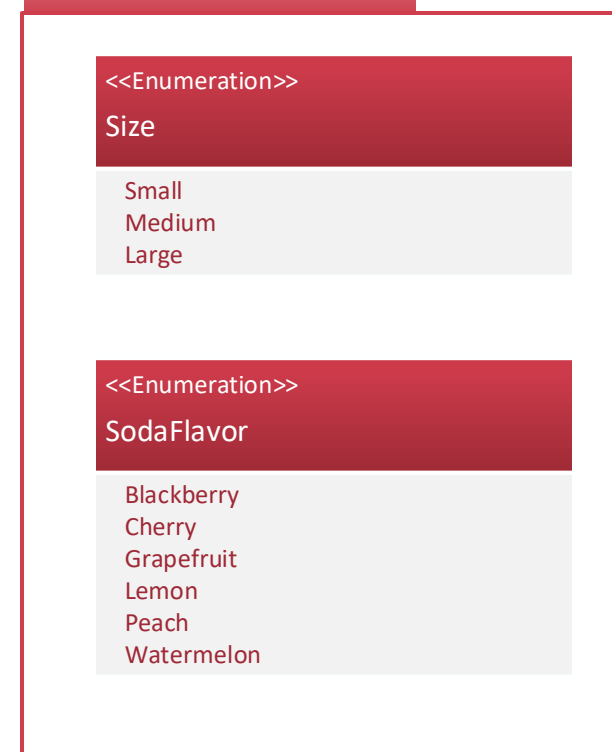 <<Enumeration>>
Size
Small
Medium
Large
<<Enumeration>>
SodaFlavor
Blackberry
Cherry
Grapefruit
Lemon
Peach
Watermelon